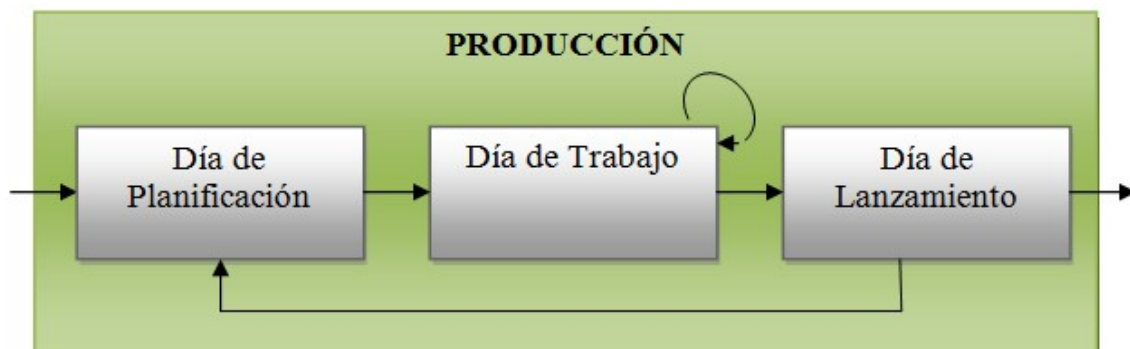 PRODUCCIÓN
Día de
Planificación
Día de Trabajo
Día de
Lanzamiento